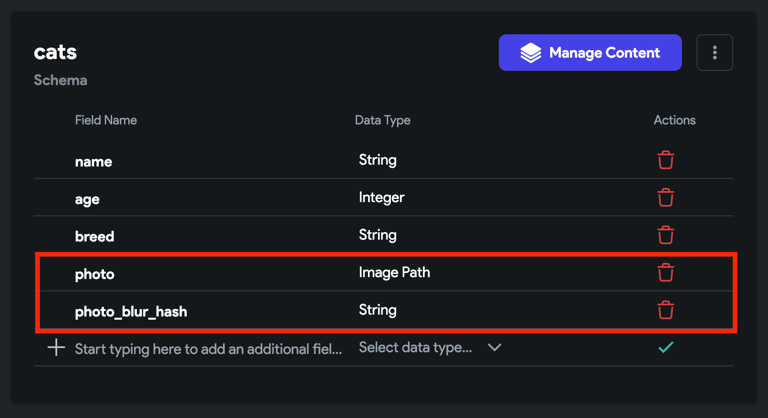 cats
Manage Content
Schema
Field Name Data Type Actions
name String
age Integer
breed String
photo Image Path
photo_blur_hash String
Start typing here to add an additional fiel... Select data type...